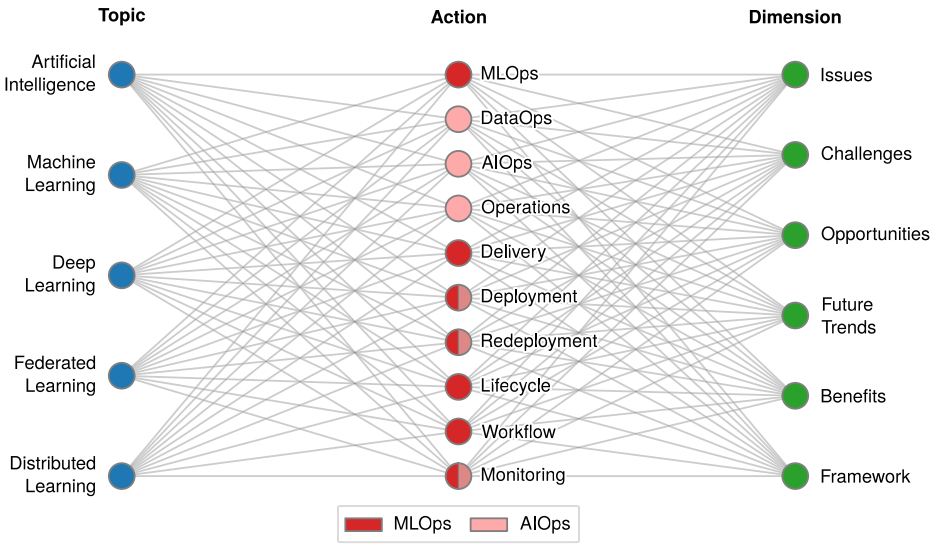 Topic
Action
Dimension
Artificial
Intelligence
Machine
Learning
Deep
Learning
Federated
Learning
Distributed
Learning
MLOps
DataOps
AIOps
Operations
Delivery
Deployment
Redeployment
Lifecycle
Workflow
Monitoring
Issues
Challenges
Opportunities
Future
Trends
Benefits
Framework
MLOps
AIOps